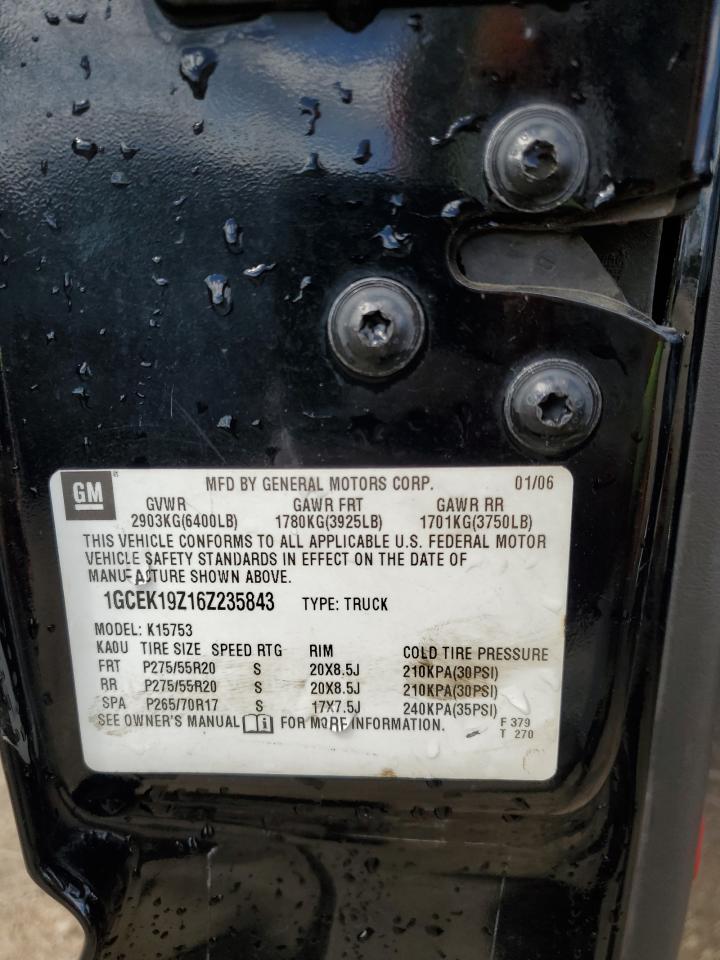 GM
MFD BY GENERAL MOTORS CORP. 01/06
GVWR GAWR FRT GAWR RR
2903KG(6400LB) 1780KG(3925LB) 1701KG(3750LB)
THIS VEHICLE CONFORMS TO ALL APPLICABLE U.S. FEDERAL MOTOR
VEHICLE SAFETY STANDARDS IN EFFECT ON THE DATE OF
MANUFACTURE SHOWN ABOVE.
1GCEK19Z16Z235843 TYPE: TRUCK
MODEL: K15753
KA0U TIRE SIZE SPEED RTG RIM COLD TIRE PRESSURE
FRT P275/55R20 S 20X8.5J 210KPA(30PSI)
RR P275/55R20 S 20X8.5J 210KPA(30PSI)
SPA P265/70R17 S 17X7.5J 240KPA(35PSI)
SEE OWNER'S MANUAL FOR MORE INFORMATION. F 379
T 270